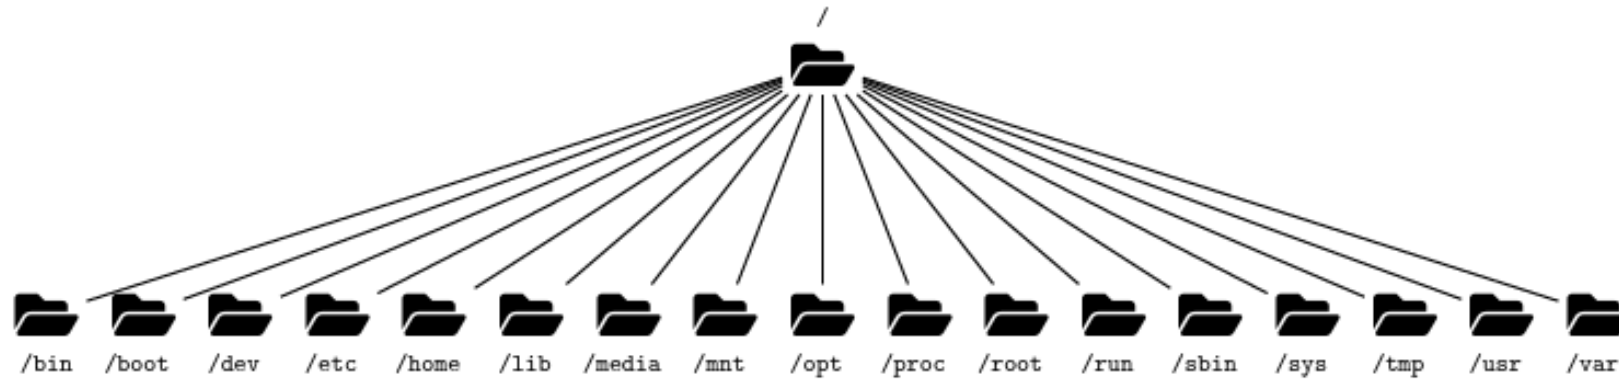 /
/bin /boot /dev /etc /home /lib /media /mnt /opt /proc /root /run /sbin /sys /tmp /usr /var